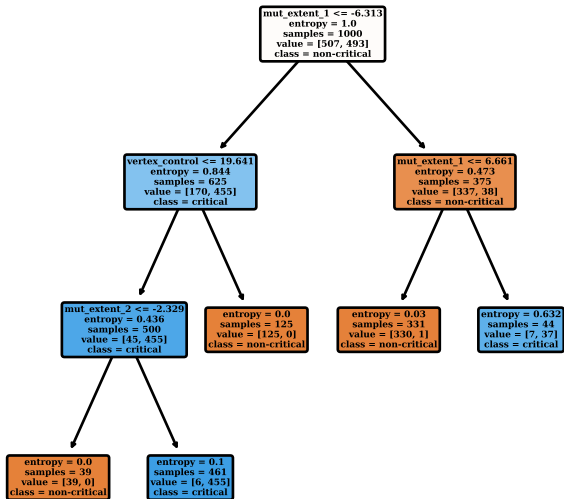 mut_extent_1 <= -6.313
entropy = 1.0
samples = 1000
value = [507, 493]
class = non-critical
vertex_control <= 19.641
entropy = 0.844
samples = 625
value = [170, 455]
class = critical
mut_extent_1 <= 6.661
entropy = 0.473
samples = 375
value = [337, 38]
class = non-critical
mut_extent_2 <= -2.329
entropy = 0.436
samples = 500
value = [45, 455]
class = critical
entropy = 0.0
samples = 125
value = [125, 0]
class = non-critical
entropy = 0.03
samples = 331
value = [330, 1]
class = non-critical
entropy = 0.632
samples = 44
value = [7, 37]
class = critical
entropy = 0.0
samples = 39
value = [39, 0]
class = non-critical
entropy = 0.1
samples = 461
value = [6, 455]
class = critical